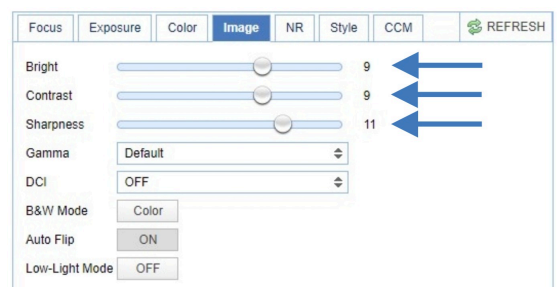 Focus Exposure Color Image NR Style CCM REFRESH
Bright 9
Contrast 9
Sharpness 11
Gamma Default
DCI OFF
B&W Mode Color
Auto Flip ON
Low-Light Mode OFF